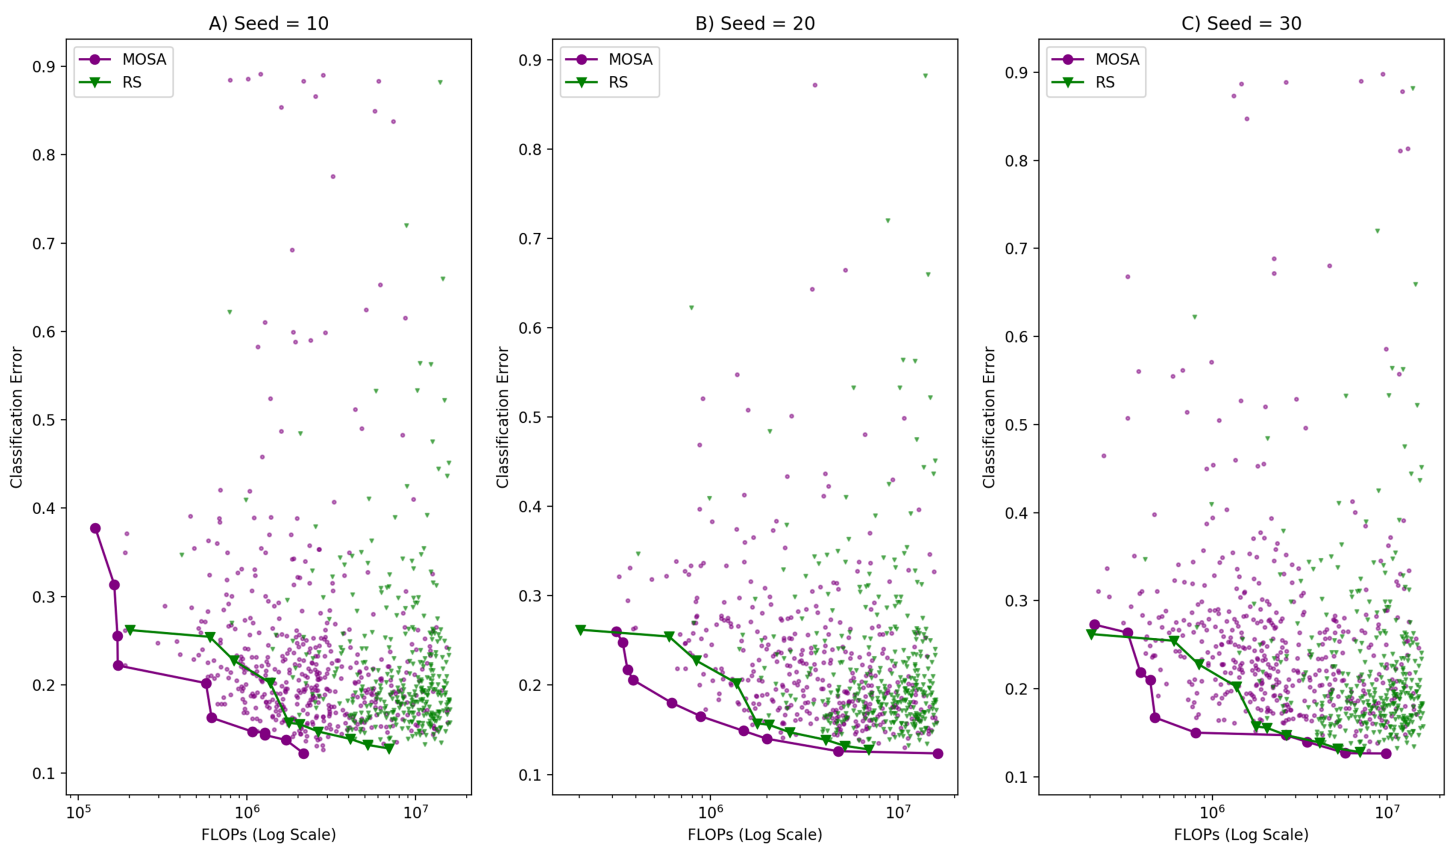 A) Seed = 10
MOSA
RS
Classification Error
0.9
0.8
0.7
0.6
0.5
0.4
0.3
0.2
0.1
10⁵
10⁶
10⁷
FLOPs (Log Scale)
B) Seed = 20
MOSA
RS
Classification Error
0.9
0.8
0.7
0.6
0.5
0.4
0.3
0.2
0.1
10⁶
10⁷
FLOPs (Log Scale)
C) Seed = 30
MOSA
RS
Classification Error
0.9
0.8
0.7
0.6
0.5
0.4
0.3
0.2
0.1
10⁶
10⁷
FLOPs (Log Scale)